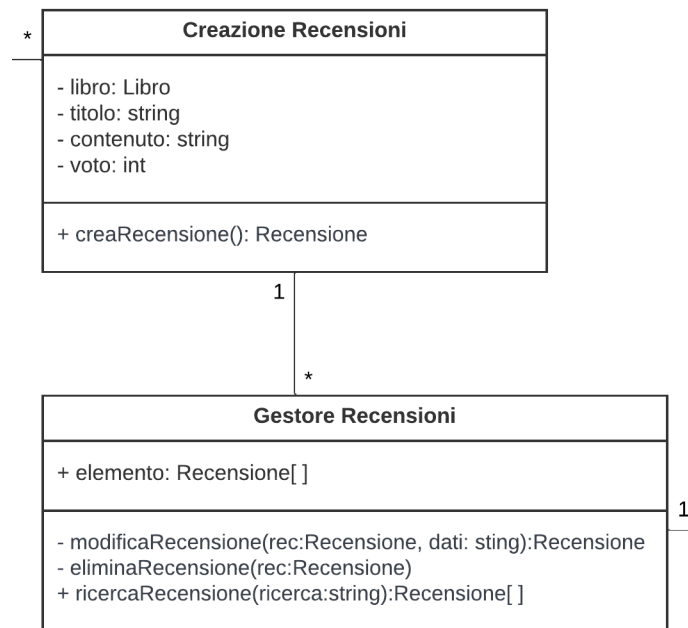 *
Creazione Recensioni
- libro: Libro
- titolo: string
- contenuto: string
- voto: int
+ creaRecensione(): Recensione
1
*
Gestore Recensioni
+ elemento: Recensione[ ]
1
- modificaRecensione(rec:Recensione, dati: sting):Recensione
- eliminaRecensione(rec:Recensione)
+ ricercaRecensione(ricerca:string):Recensione[ ]